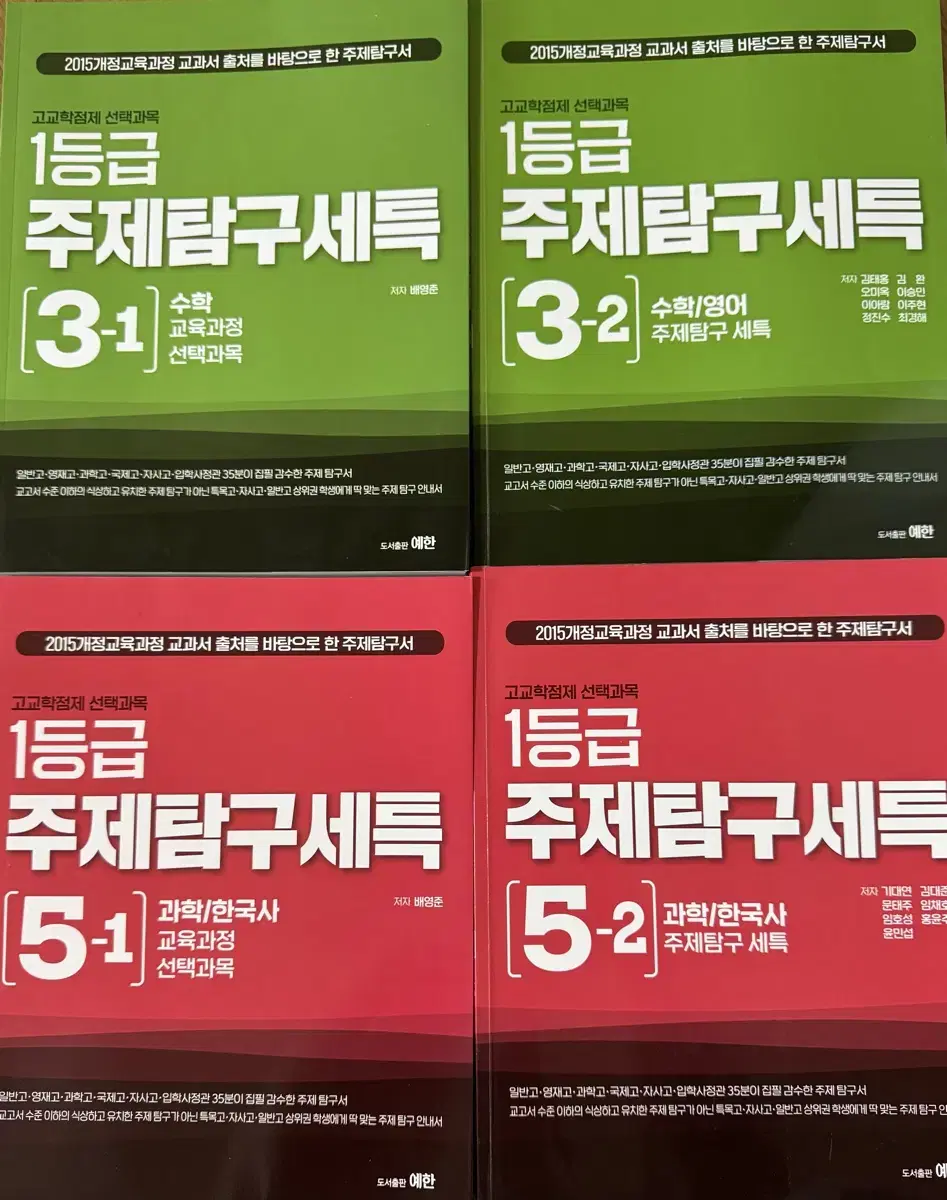 2015개정교육과정 교과서 출처를 바탕으로 한 주제탐구서
고교학점제 선택과목
1등급
주제탐구세특
저자 배영준
[3-1]
수학
교육과정
선택과목
일반고·영재고·과학고·국제고·자사고·입학사정관 35분이 집필 감수한 주제 탐구서
교고서 수준 이하의 식상하고 유치한 주제 탐구가 아닌 특목고·자사고·일반고 상위권 학생에게 딱 맞는 주제 탐구 안내서
도서출판 예한
2015개정교육과정 교과서 출처를 바탕으로 한 주제탐구서
고교학점제 선택과목
1등급
주제탐구세특
저자 김태홍 김 환
오미옥 이승민
이아람 이주현
정진수 최경해
[3-2]
수학/영어
주제탐구 세특
일반고·영재고·과학고·국제고·자사고·입학사정관 35분이 집필 감수한 주제 탐구서
교고서 수준 이하의 식상하고 유치한 주제 탐구가 아닌 특목고·자사고·일반고 상위권 학생에게 딱 맞는 주제 탐구 안내서
도서출판 예한
2015개정교육과정 교과서 출처를 바탕으로 한 주제탐구서
고교학점제 선택과목
1등급
주제탐구세특
저자 배영준
[5-1]
과학/한국사
교육과정
선택과목
일반고·영재고·과학고·국제고·자사고·입학사정관 35분이 집필 감수한 주제 탐구서
교고서 수준 이하의 식상하고 유치한 주제 탐구가 아닌 특목고·자사고·일반고 상위권 학생에게 딱 맞는 주제 탐구 안내서
도서출판 예한
2015개정교육과정 교과서 출처를 바탕으로 한 주제탐구서
고교학점제 선택과목
1등급
주제탐구세특
저자 기대연 김대준
문태주 임채호
임호성 홍윤주
윤민섭
[5-2]
과학/한국사
주제탐구 세특
일반고·영재고·과학고·국제고·자사고·입학사정관 35분이 집필 감수한 주제 탐구서
교고서 수준 이하의 식상하고 유치한 주제 탐구가 아닌 특목고·자사고·일반고 상위권 학생에게 딱 맞는 주제 탐구
도서출판